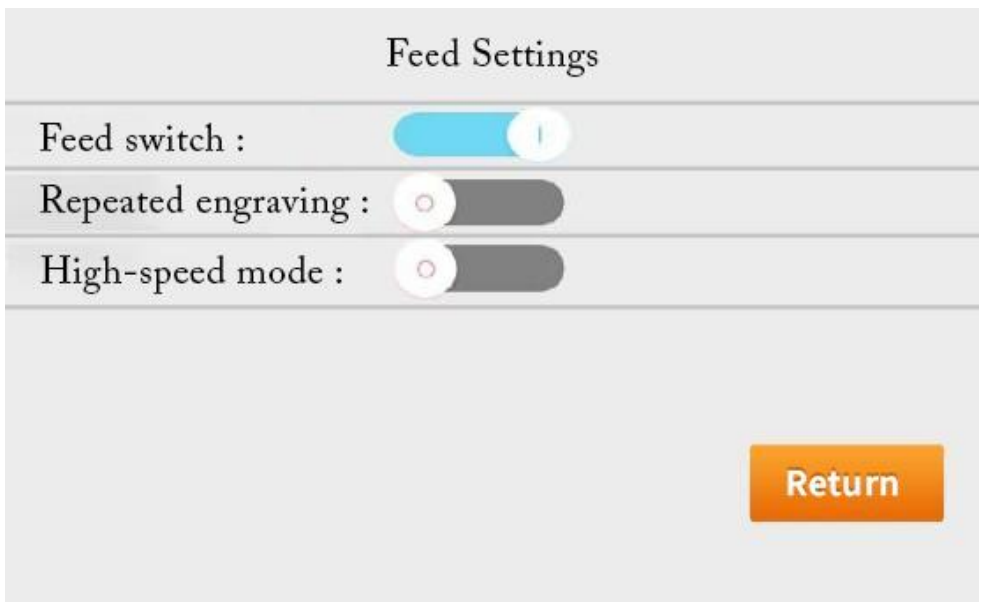 Feed Settings
Feed switch :
Repeated engraving :
High-speed mode :
Return